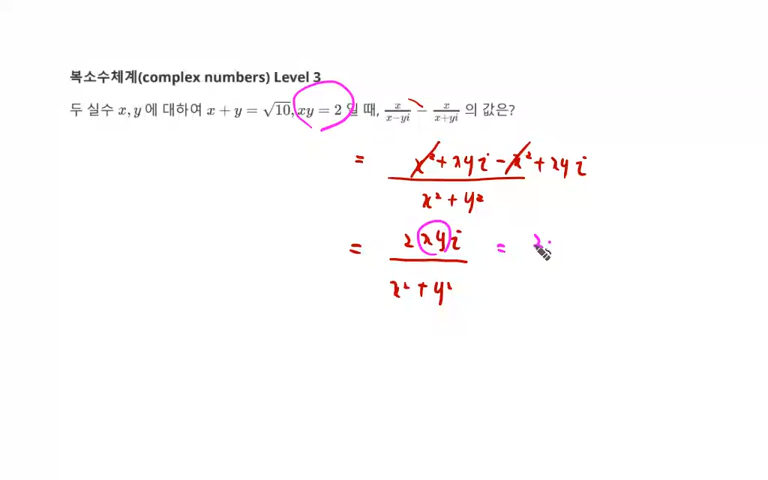 복소수체계(complex numbers) Level 3
두 실수 x, y 에 대하여 x + y = √10, xy = 2 일 때, x/(x−yi) − x/(x+yi) 의 값은?
= (x² + xyi − x² + xyi)/(x² + y²)
= 2xyi/(x² + y²) =